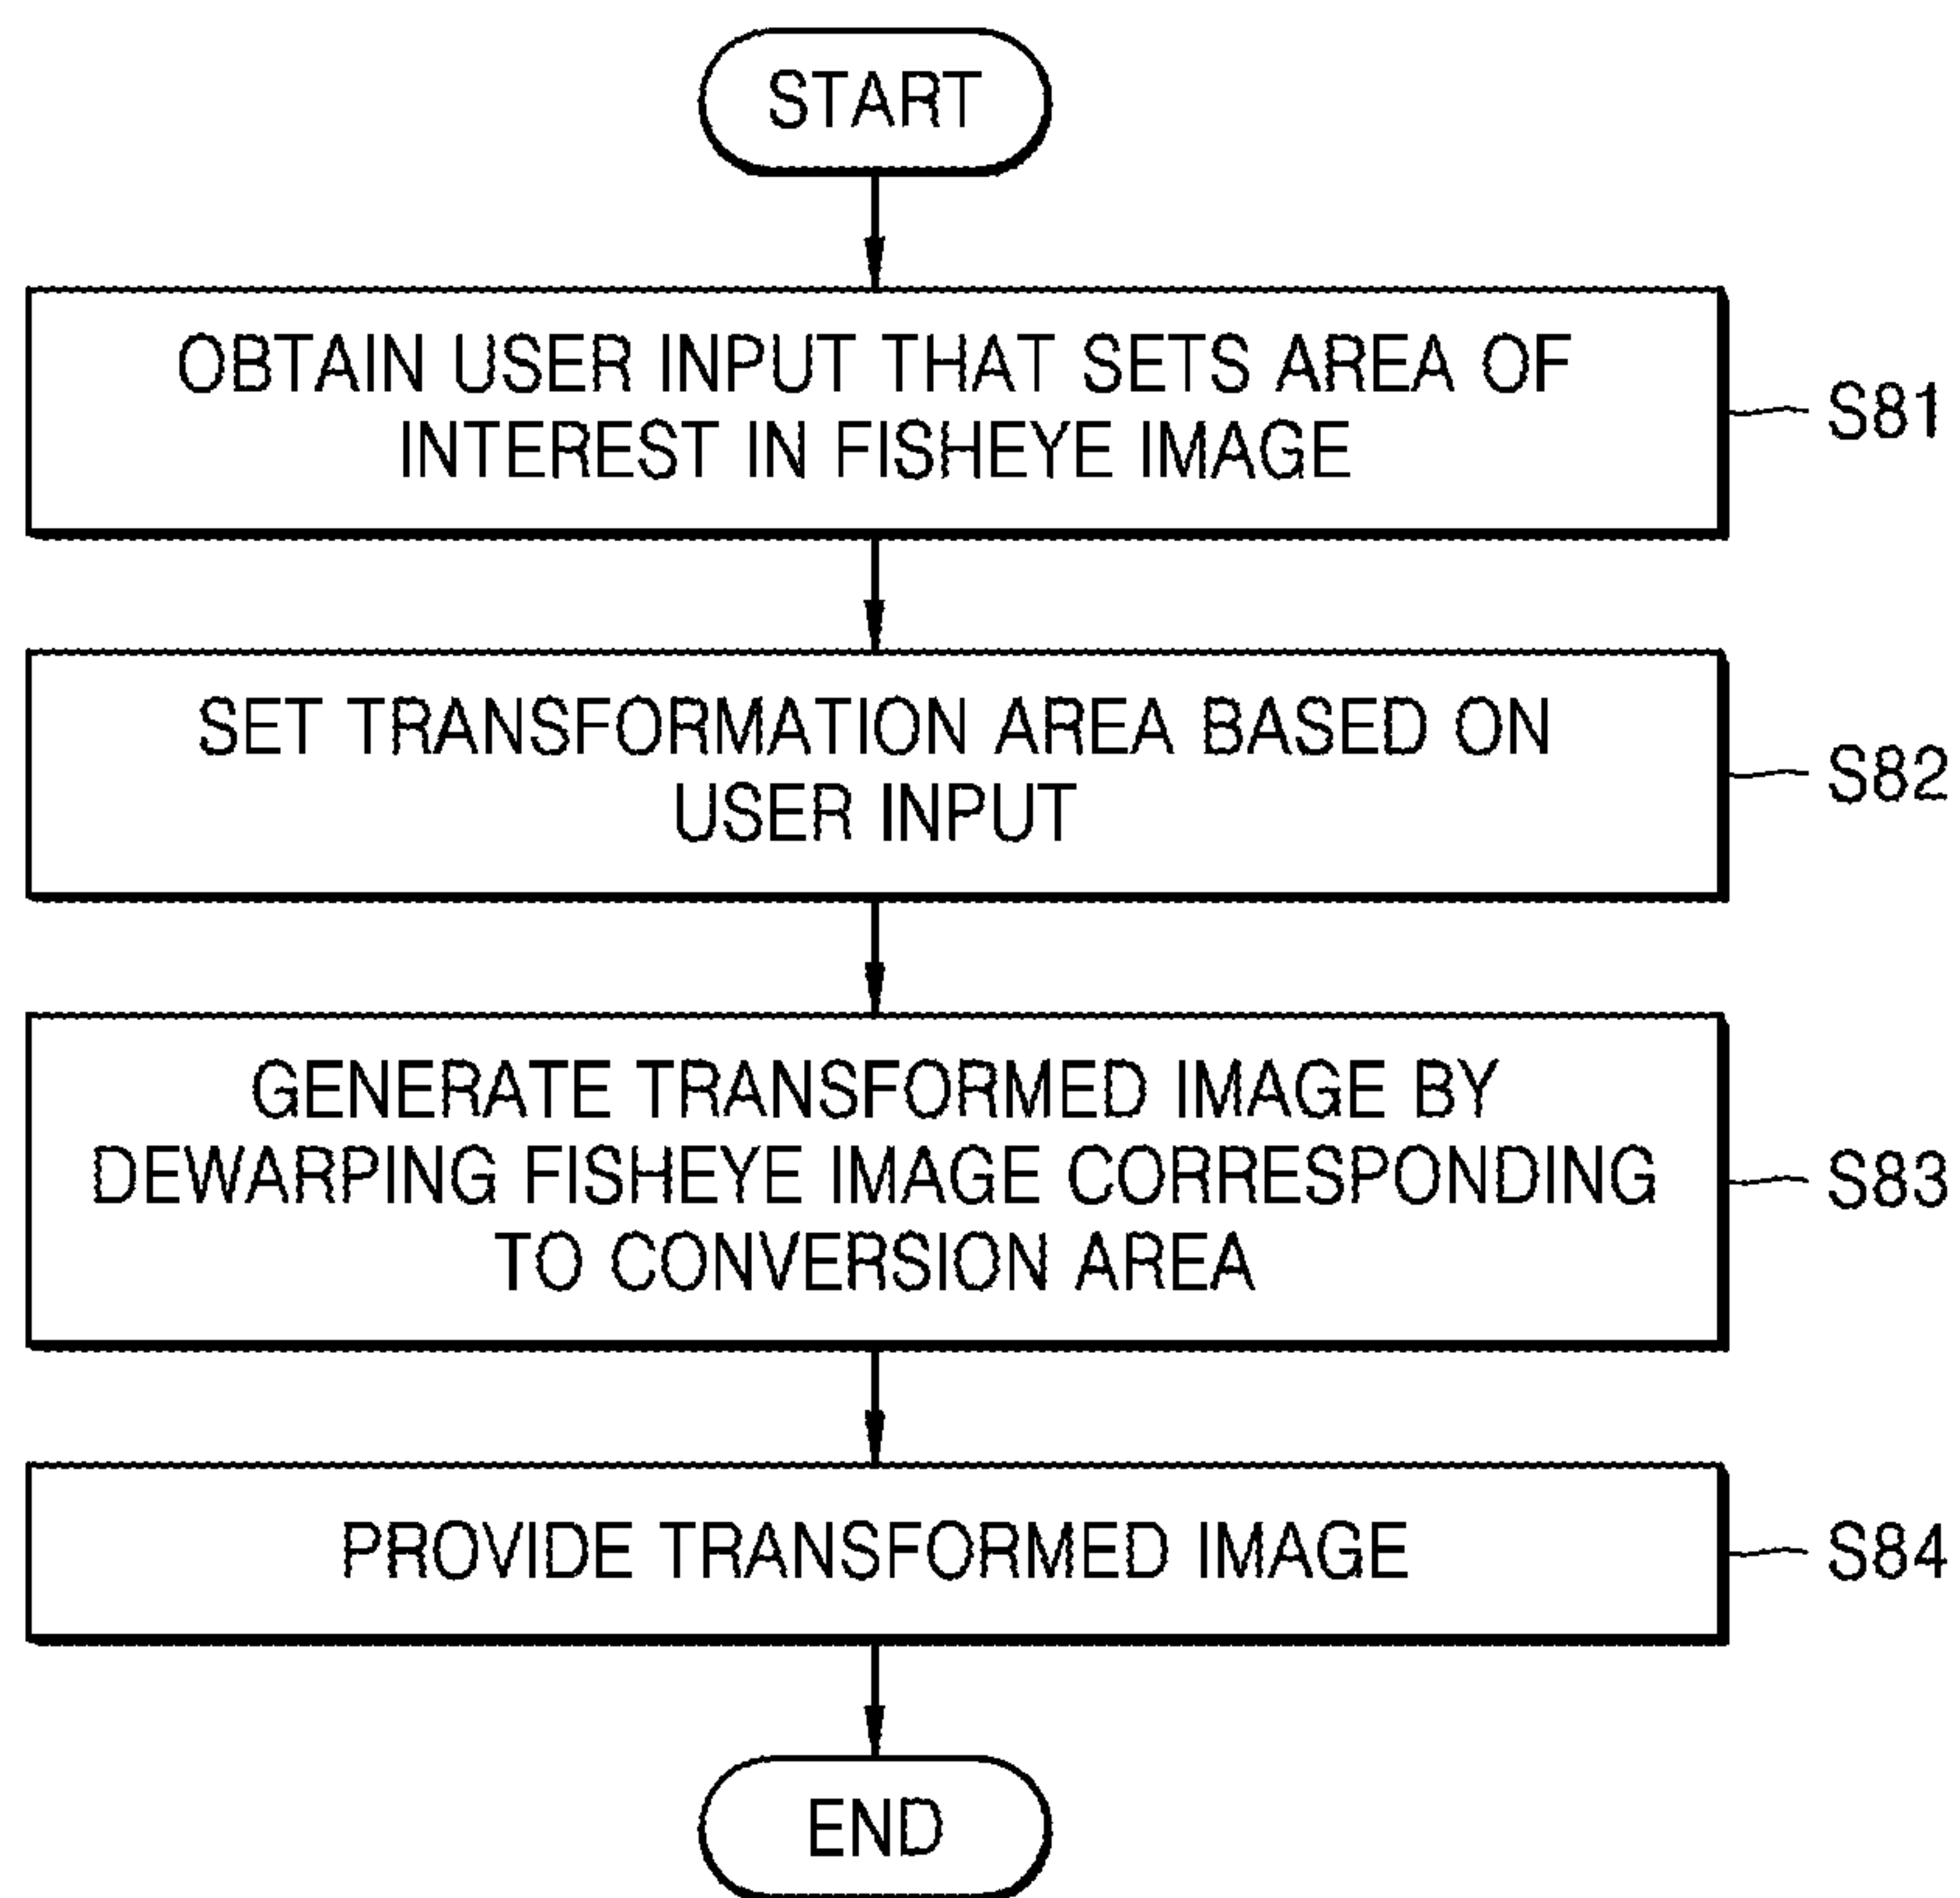 START
OBTAIN USER INPUT THAT SETS AREA OF
INTEREST IN FISHEYE IMAGE
S81
SET TRANSFORMATION AREA BASED ON
USER INPUT
S82
GENERATE TRANSFORMED IMAGE BY
DEWARPING FISHEYE IMAGE CORRESPONDING
TO CONVERSION AREA
S83
PROVIDE TRANSFORMED IMAGE
S84
END